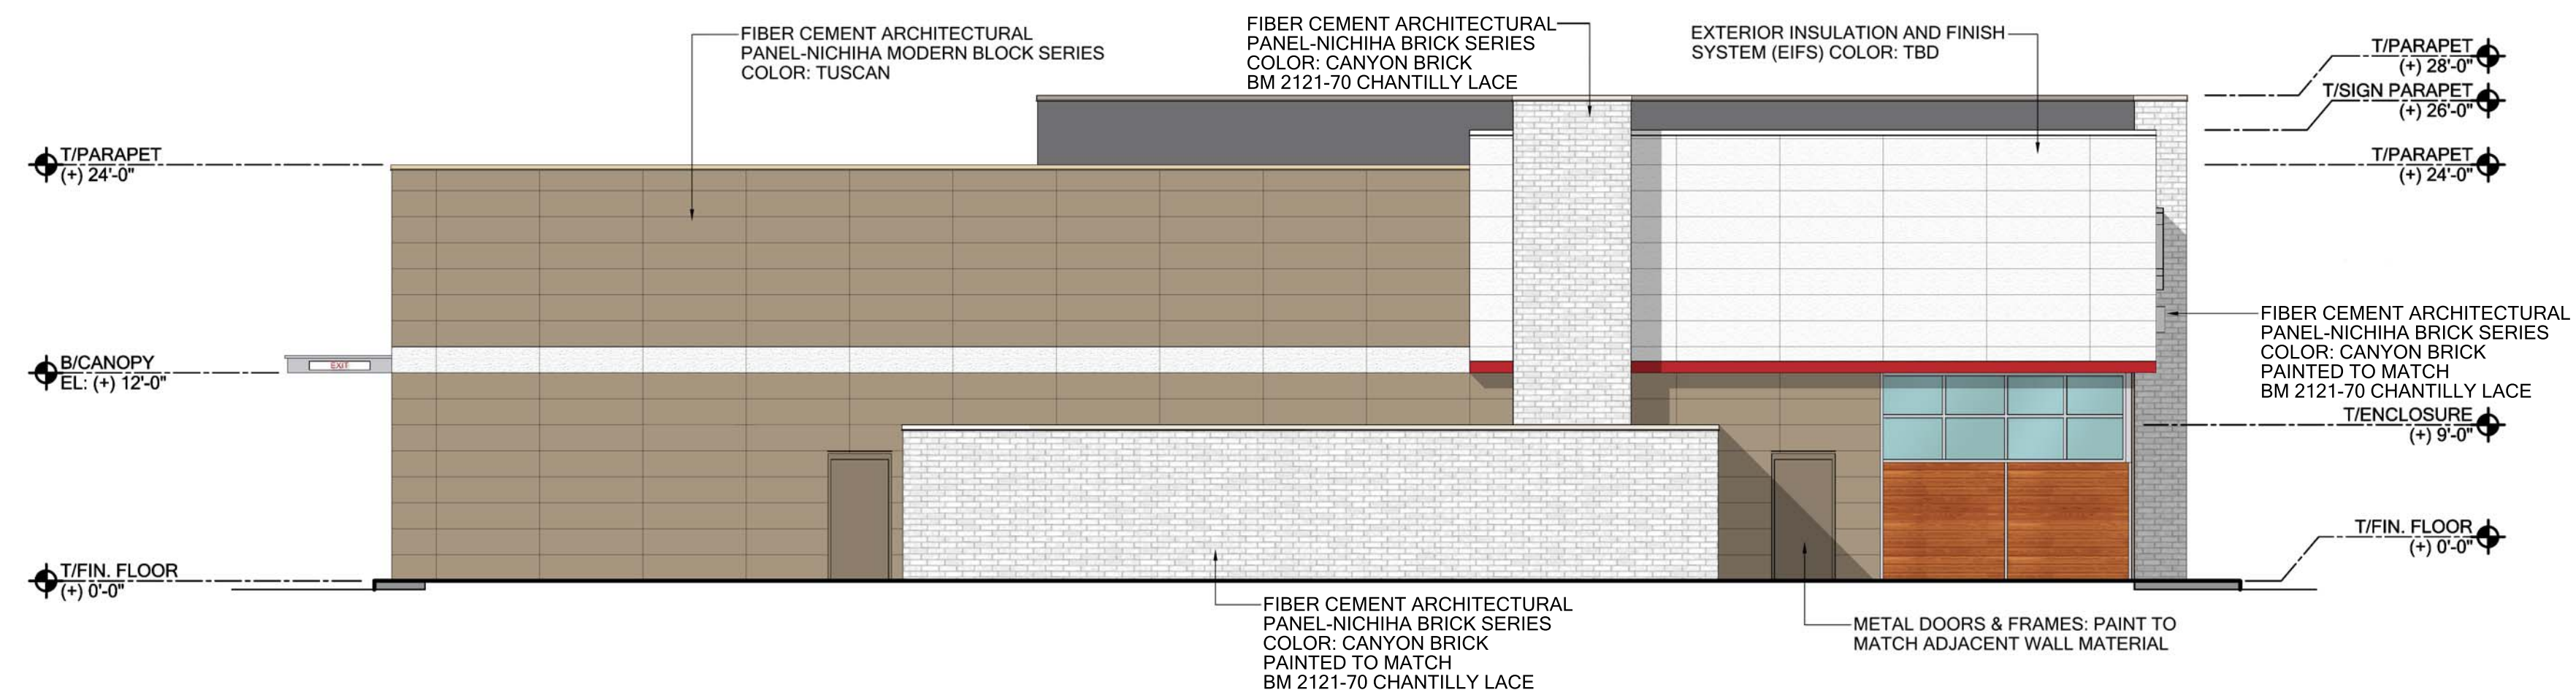 FIBER CEMENT ARCHITECTURAL
PANEL-NICHIHA MODERN BLOCK SERIES
COLOR: TUSCAN
FIBER CEMENT ARCHITECTURAL
PANEL-NICHIHA BRICK SERIES
COLOR: CANYON BRICK
BM 2121-70 CHANTILLY LACE
EXTERIOR INSULATION AND FINISH
SYSTEM (EIFS) COLOR: TBD
T/PARAPET
(+) 28'-0"
T/SIGN PARAPET
(+) 26'-0"
T/PARAPET
(+) 24'-0"
T/PARAPET
(+) 24'-0"
B/CANOPY
EL: (+) 12'-0"
EXIT
FIBER CEMENT ARCHITECTURAL
PANEL-NICHIHA BRICK SERIES
COLOR: CANYON BRICK
PAINTED TO MATCH
BM 2121-70 CHANTILLY LACE
T/ENCLOSURE
(+) 9'-0"
T/FIN. FLOOR
(+) 0'-0"
T/FIN. FLOOR
(+) 0'-0"
FIBER CEMENT ARCHITECTURAL
PANEL-NICHIHA BRICK SERIES
COLOR: CANYON BRICK
PAINTED TO MATCH
BM 2121-70 CHANTILLY LACE
METAL DOORS & FRAMES: PAINT TO
MATCH ADJACENT WALL MATERIAL